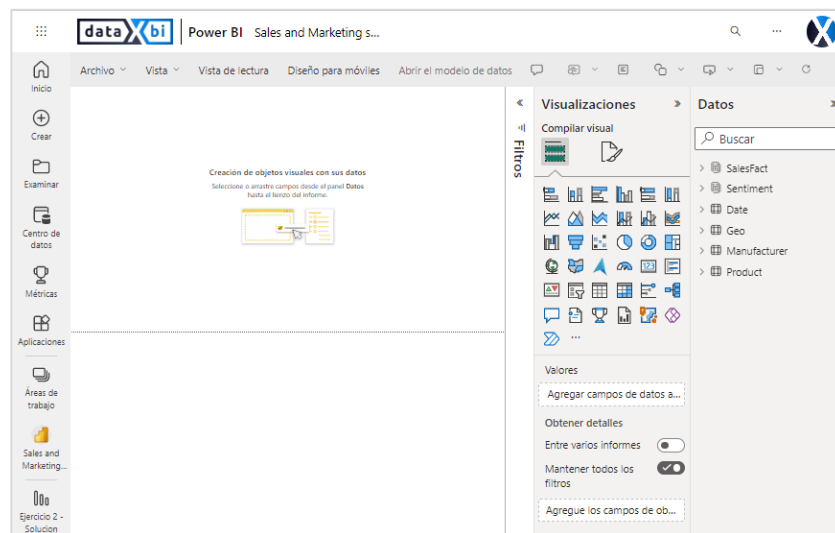 data X bi
Power BI Sales and Marketing s...
Archivo Vista Vista de lectura Diseño para móviles Abrir el modelo de datos
Inicio
Crear
Examinar
Centro de
datos
Métricas
Aplicaciones
Áreas de
trabajo
Sales and
Marketing...
Ejercicio 2 -
Solucion
Creación de objetos visuales con sus datos
Seleccione o arrastre campos desde el panel Datos
hasta el lienzo del informe.
Filtros
Visualizaciones
Compilar visual
123
Valores
Agregar campos de datos a...
Obtener detalles
Entre varios informes
Mantener todos los
filtros
Agregue los campos de ob...
Datos
Buscar
SalesFact
Sentiment
Date
Geo
Manufacturer
Product